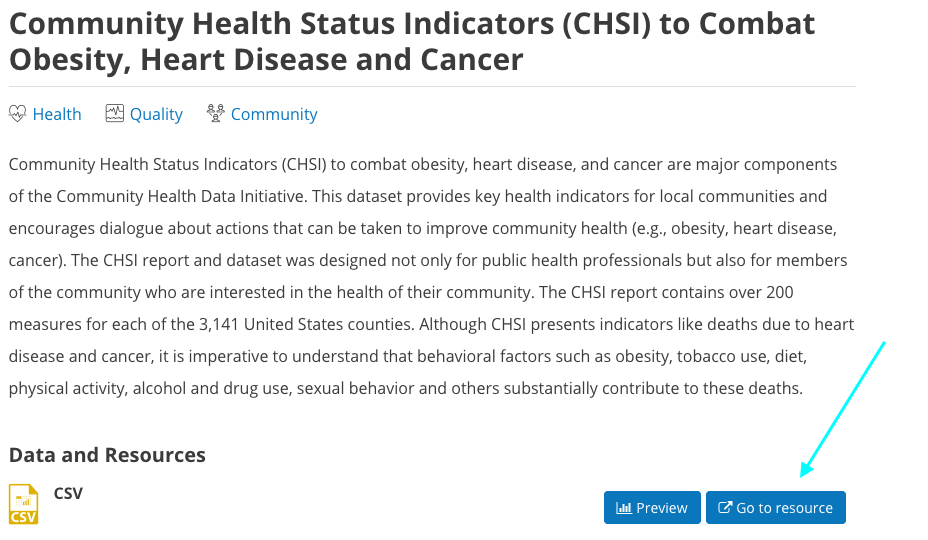 Community Health Status Indicators (CHSI) to Combat
Obesity, Heart Disease and Cancer
Health Quality Community
Community Health Status Indicators (CHSI) to combat obesity, heart disease, and cancer are major components
of the Community Health Data Initiative. This dataset provides key health indicators for local communities and
encourages dialogue about actions that can be taken to improve community health (e.g., obesity, heart disease,
cancer). The CHSI report and dataset was designed not only for public health professionals but also for members
of the community who are interested in the health of their community. The CHSI report contains over 200
measures for each of the 3,141 United States counties. Although CHSI presents indicators like deaths due to heart
disease and cancer, it is imperative to understand that behavioral factors such as obesity, tobacco use, diet,
physical activity, alcohol and drug use, sexual behavior and others substantially contribute to these deaths.
Data and Resources
CSV
CSV
Preview Go to resource